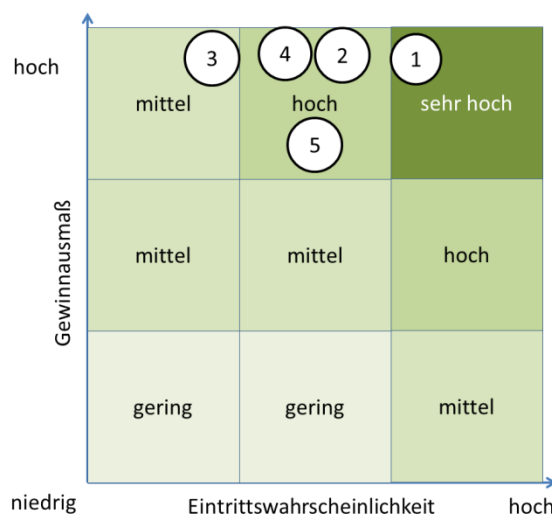 3
4
2
1
hoch
mittel
hoch
sehr hoch
5
Gewinnausmaß
mittel
mittel
hoch
gering
gering
mittel
niedrig
Eintrittswahrscheinlichkeit
hoch